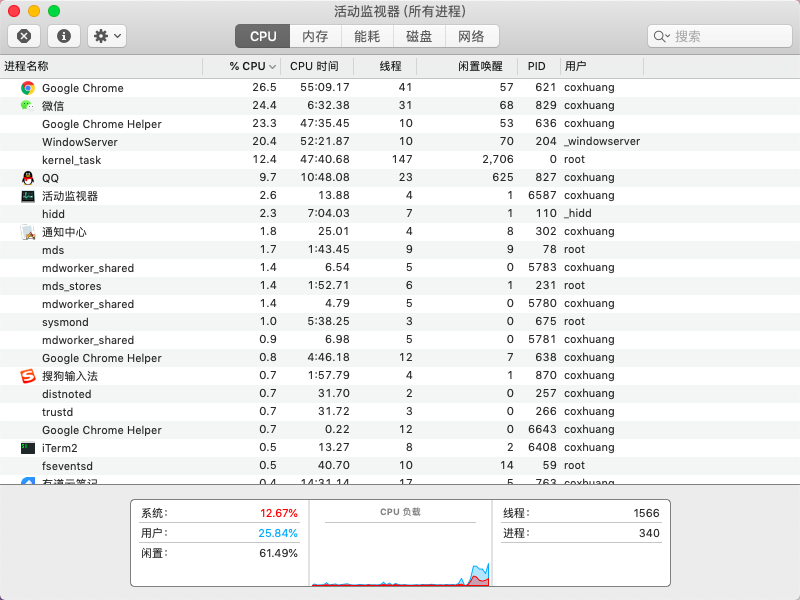 活动监视器 (所有进程)
CPU 内存 能耗 磁盘 网络 搜索
进程名称 % CPU CPU 时间 线程 闲置唤醒 PID 用户
Google Chrome 26.5 55:09.17 41 57 621 coxhuang
微信 24.4 6:32.38 31 68 829 coxhuang
Google Chrome Helper 23.3 47:35.45 10 53 636 coxhuang
WindowServer 20.4 52:21.87 10 70 204 _windowserver
kernel_task 12.4 47:40.68 147 2,706 0 root
QQ 9.7 10:48.08 23 625 827 coxhuang
活动监视器 2.6 13.88 4 1 6587 coxhuang
hidd 2.3 7:04.03 7 1 110 _hidd
通知中心 1.8 25.01 4 8 302 coxhuang
mds 1.7 1:43.45 9 9 78 root
mdworker_shared 1.4 6.54 5 0 5783 coxhuang
mds_stores 1.4 1:52.71 6 1 231 root
mdworker_shared 1.4 4.79 5 0 5780 coxhuang
sysmond 1.0 5:38.25 3 0 675 root
mdworker_shared 0.9 6.98 5 0 5781 coxhuang
Google Chrome Helper 0.8 4:46.18 12 7 638 coxhuang
搜狗输入法 0.7 1:57.79 4 1 870 coxhuang
distnoted 0.7 31.70 2 0 257 coxhuang
trustd 0.7 31.72 3 0 266 coxhuang
Google Chrome Helper 0.7 0.22 12 0 6643 coxhuang
iTerm2 0.5 13.27 8 2 6408 coxhuang
fseventsd 0.5 40.70 10 14 59 root
有道云笔记 0.4 14:31.14 17 5 763 coxhuang
系统: 12.67% CPU 负载 线程: 1566
用户: 25.84% 进程: 340
闲置: 61.49%